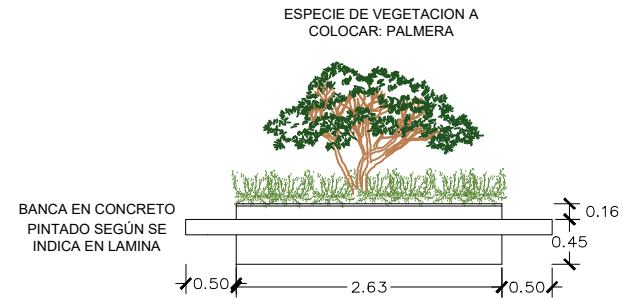 ESPECIE DE VEGETACION A
COLOCAR: PALMERA
BANCA EN CONCRETO
PINTADO SEGÚN SE
INDICA EN LAMINA
0.16
0.45
0.50
2.63
0.50